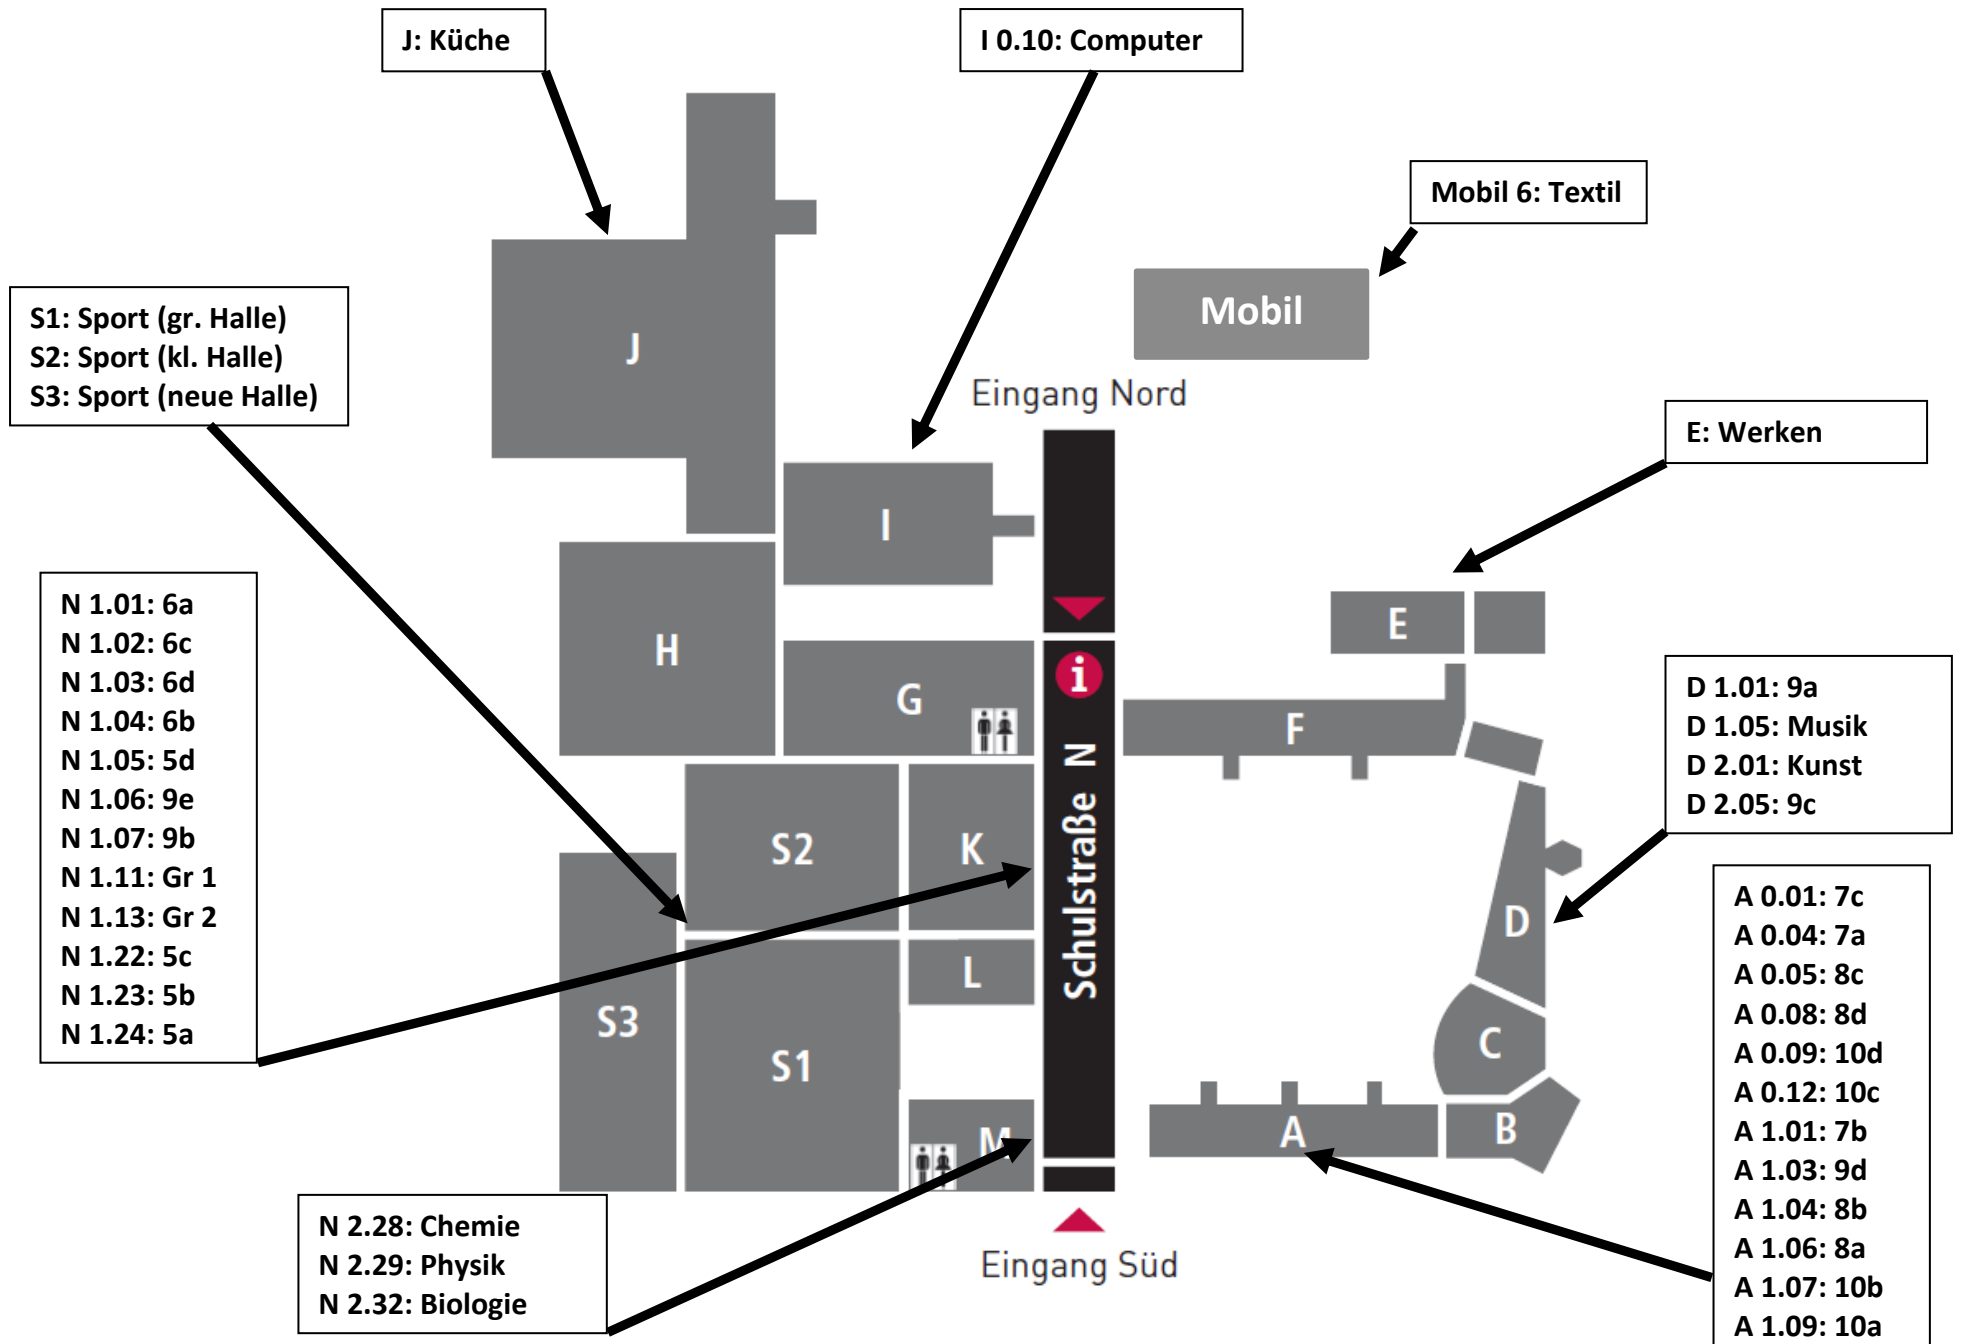 J: Küche
I 0.10: Computer
Mobil 6: Textil
Mobil
S1: Sport (gr. Halle)
S2: Sport (kl. Halle)
S3: Sport (neue Halle)
J
Eingang Nord
E: Werken
I
N 1.01: 6a
N 1.02: 6c
N 1.03: 6d
N 1.04: 6b
N 1.05: 5d
N 1.06: 9e
N 1.07: 9b
N 1.11: Gr 1
N 1.13: Gr 2
N 1.22: 5c
N 1.23: 5b
N 1.24: 5a
E
H
i
G
F
D 1.01: 9a
D 1.05: Musik
D 2.01: Kunst
D 2.05: 9c
S2
K
Schulstraße N
D
L
S3
S1
C
A 0.01: 7c
A 0.04: 7a
A 0.05: 8c
A 0.08: 8d
A 0.09: 10d
A 0.12: 10c
A 1.01: 7b
A 1.03: 9d
A 1.04: 8b
A 1.06: 8a
A 1.07: 10b
A 1.09: 10a
M
A
B
N 2.28: Chemie
N 2.29: Physik
N 2.32: Biologie
Eingang Süd